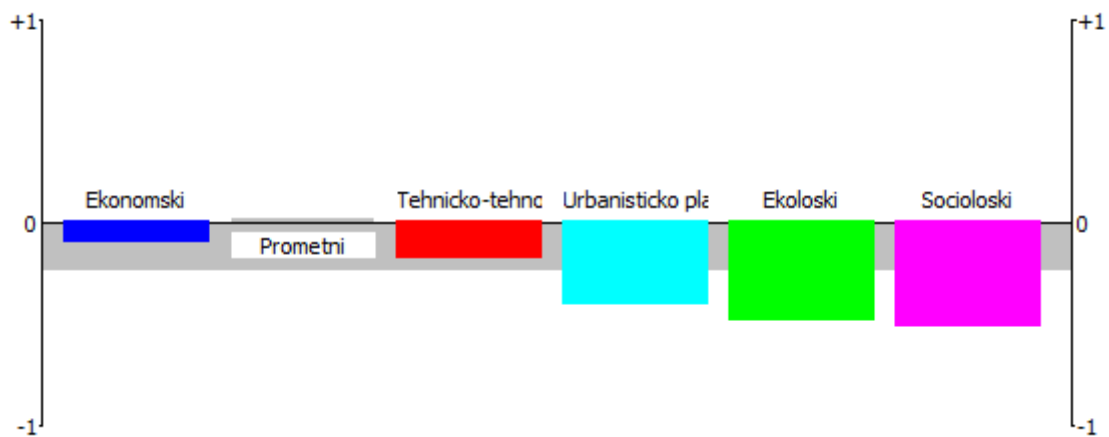 +1 +1
Ekonomski Tehnicko-tehno Urbanisticko pla Ekoloski Socioloski
0 0
Prometni
-1 -1